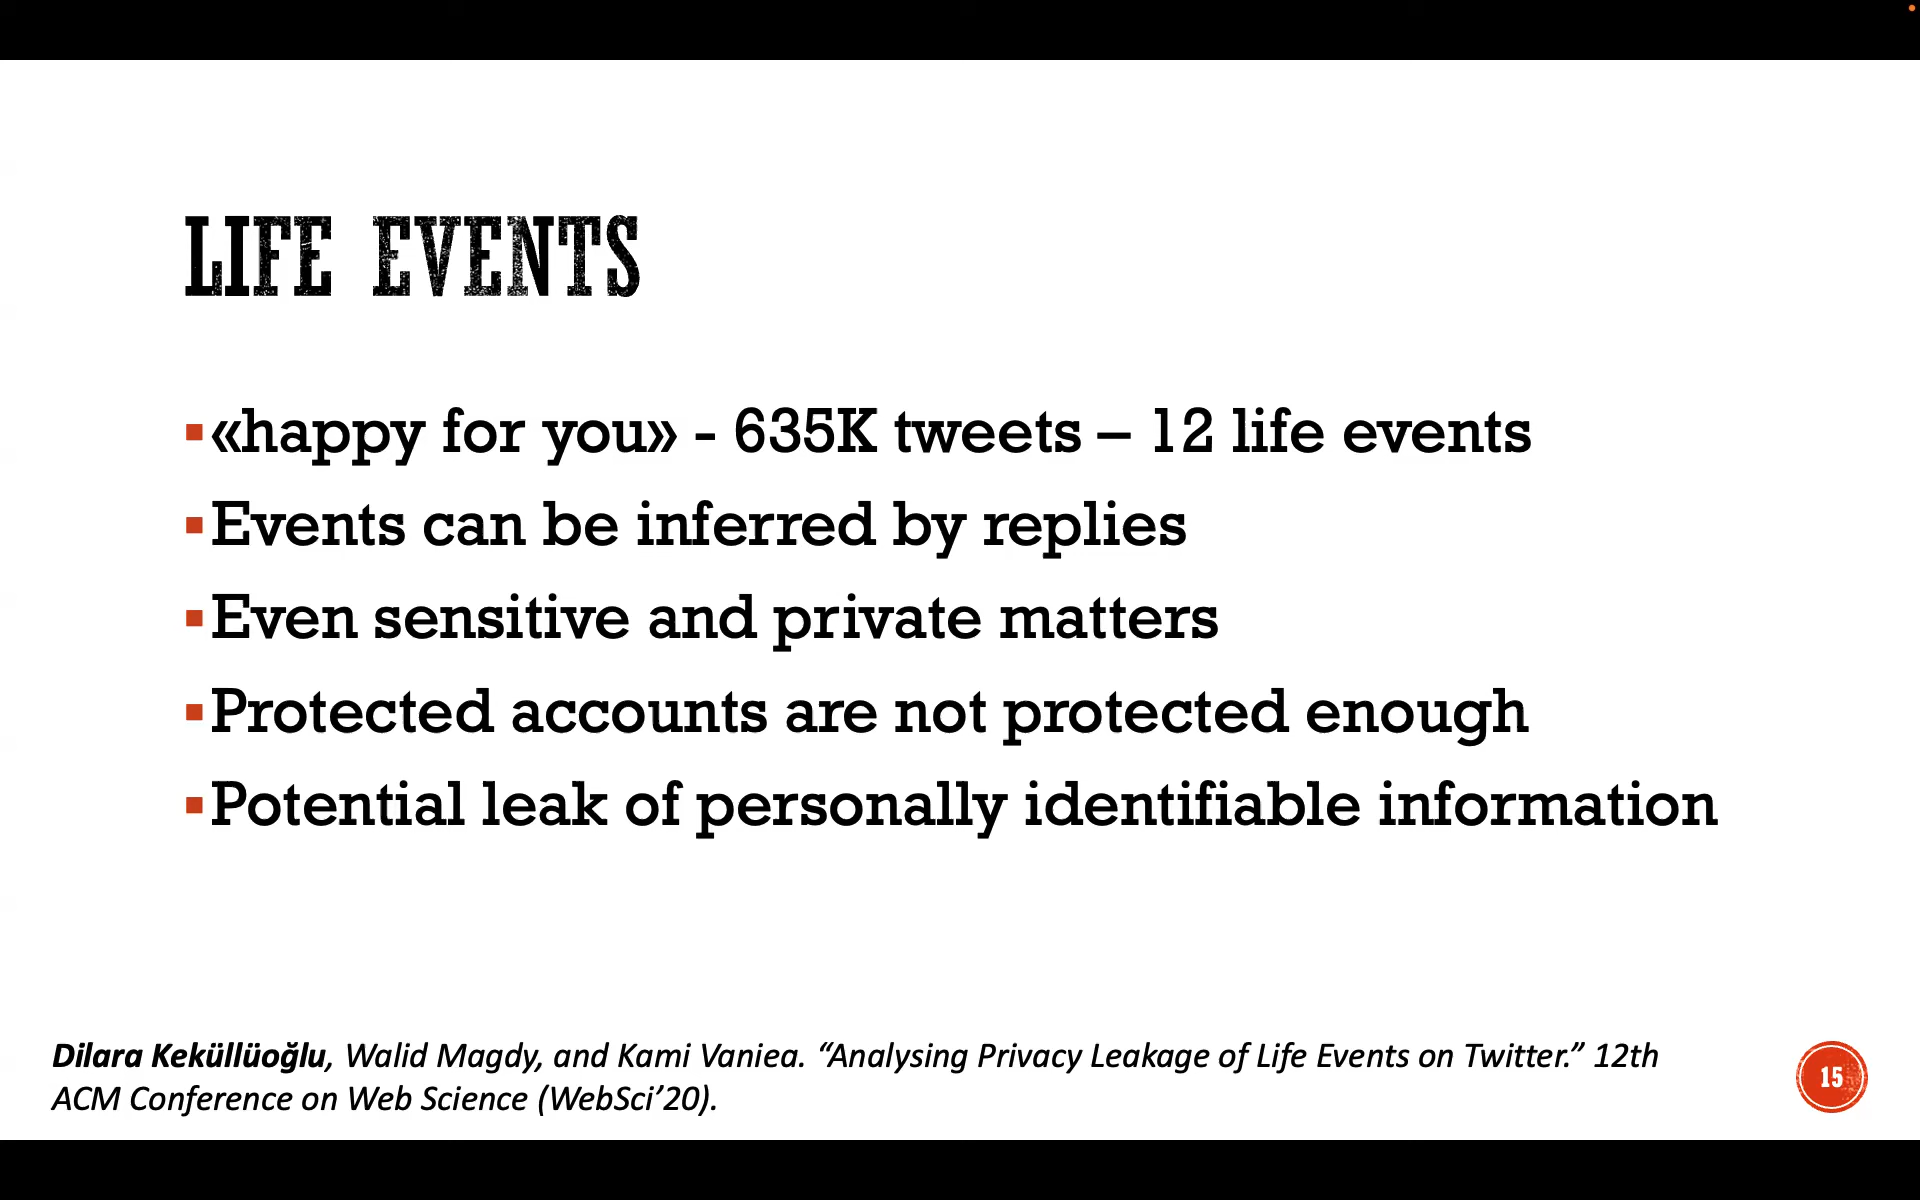 LIFE EVENTS
▪«happy for you» - 635K tweets – 12 life events
▪Events can be inferred by replies
▪Even sensitive and private matters
▪Protected accounts are not protected enough
▪Potential leak of personally identifiable information
Dilara Keküllüoğlu, Walid Magdy, and Kami Vaniea. “Analysing Privacy Leakage of Life Events on Twitter.” 12th
ACM Conference on Web Science (WebSci’20).
15